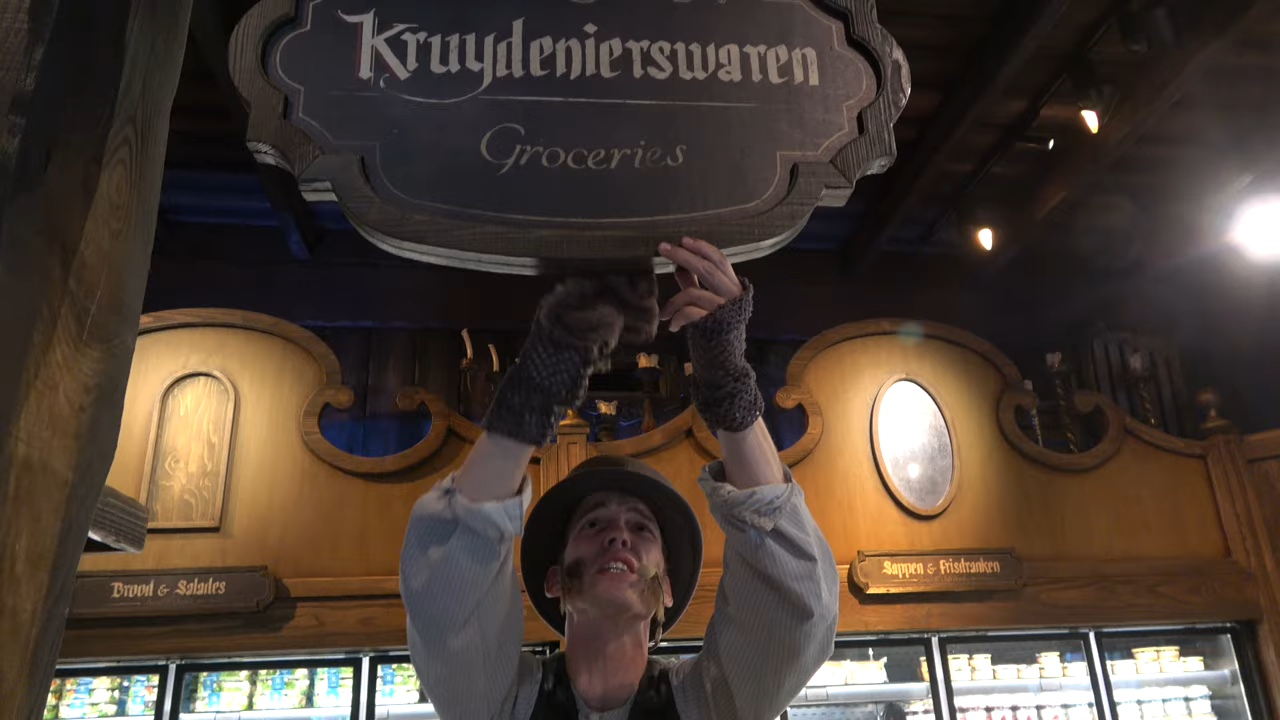 Kruydenierswaren
Groceries
Brood & Salades
Sappen & Frisdranken